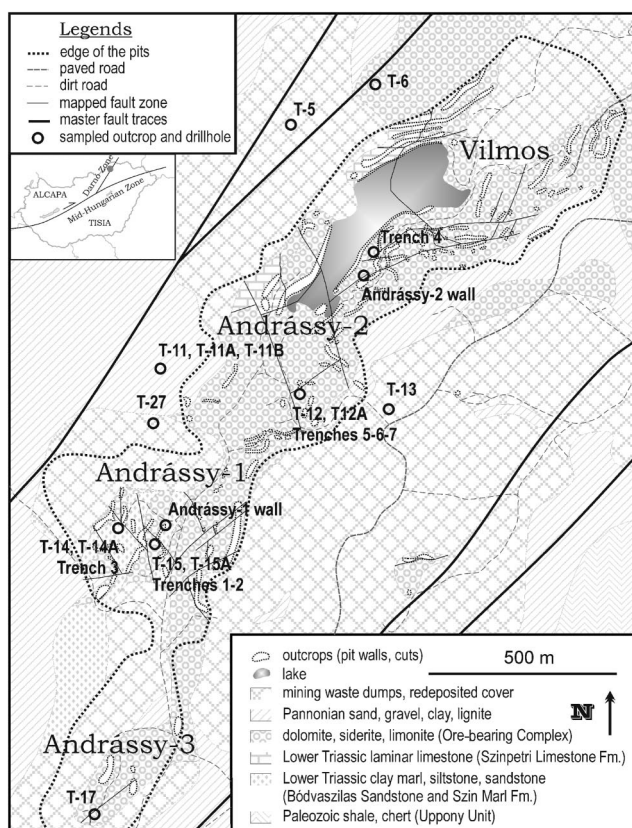 Legends
edge of the pits
paved road
dirt road
mapped fault zone
master fault traces
sampled outcrop and drillhole
ALCAPA
Darnó Zone
Mid-Hungarian Zone
TISIA
T-6
T-5
Vilmos
Trench 4
Andrássy-2 wall
Andrássy-2
T-11, T-11A, T-11B
T-13
T-27
T-12, T12A
Trenches 5-6-7
Andrássy-1
Andrássy-1 wall
T-14, T-14A
Trench 3
T-15, T-15A
Trenches 1-2
Andrássy-3
T-17
outcrops (pit walls, cuts)
lake
500 m
mining waste dumps, redeposited cover
Pannonian sand, gravel, clay, lignite
N
dolomite, siderite, limonite (Ore-bearing Complex)
Lower Triassic laminar limestone (Szinpetri Limestone Fm.)
Lower Triassic clay marl, siltstone, sandstone
(Bódvaszilas Sandstone and Szin Marl Fm.)
Paleozoic shale, chert (Uppony Unit)